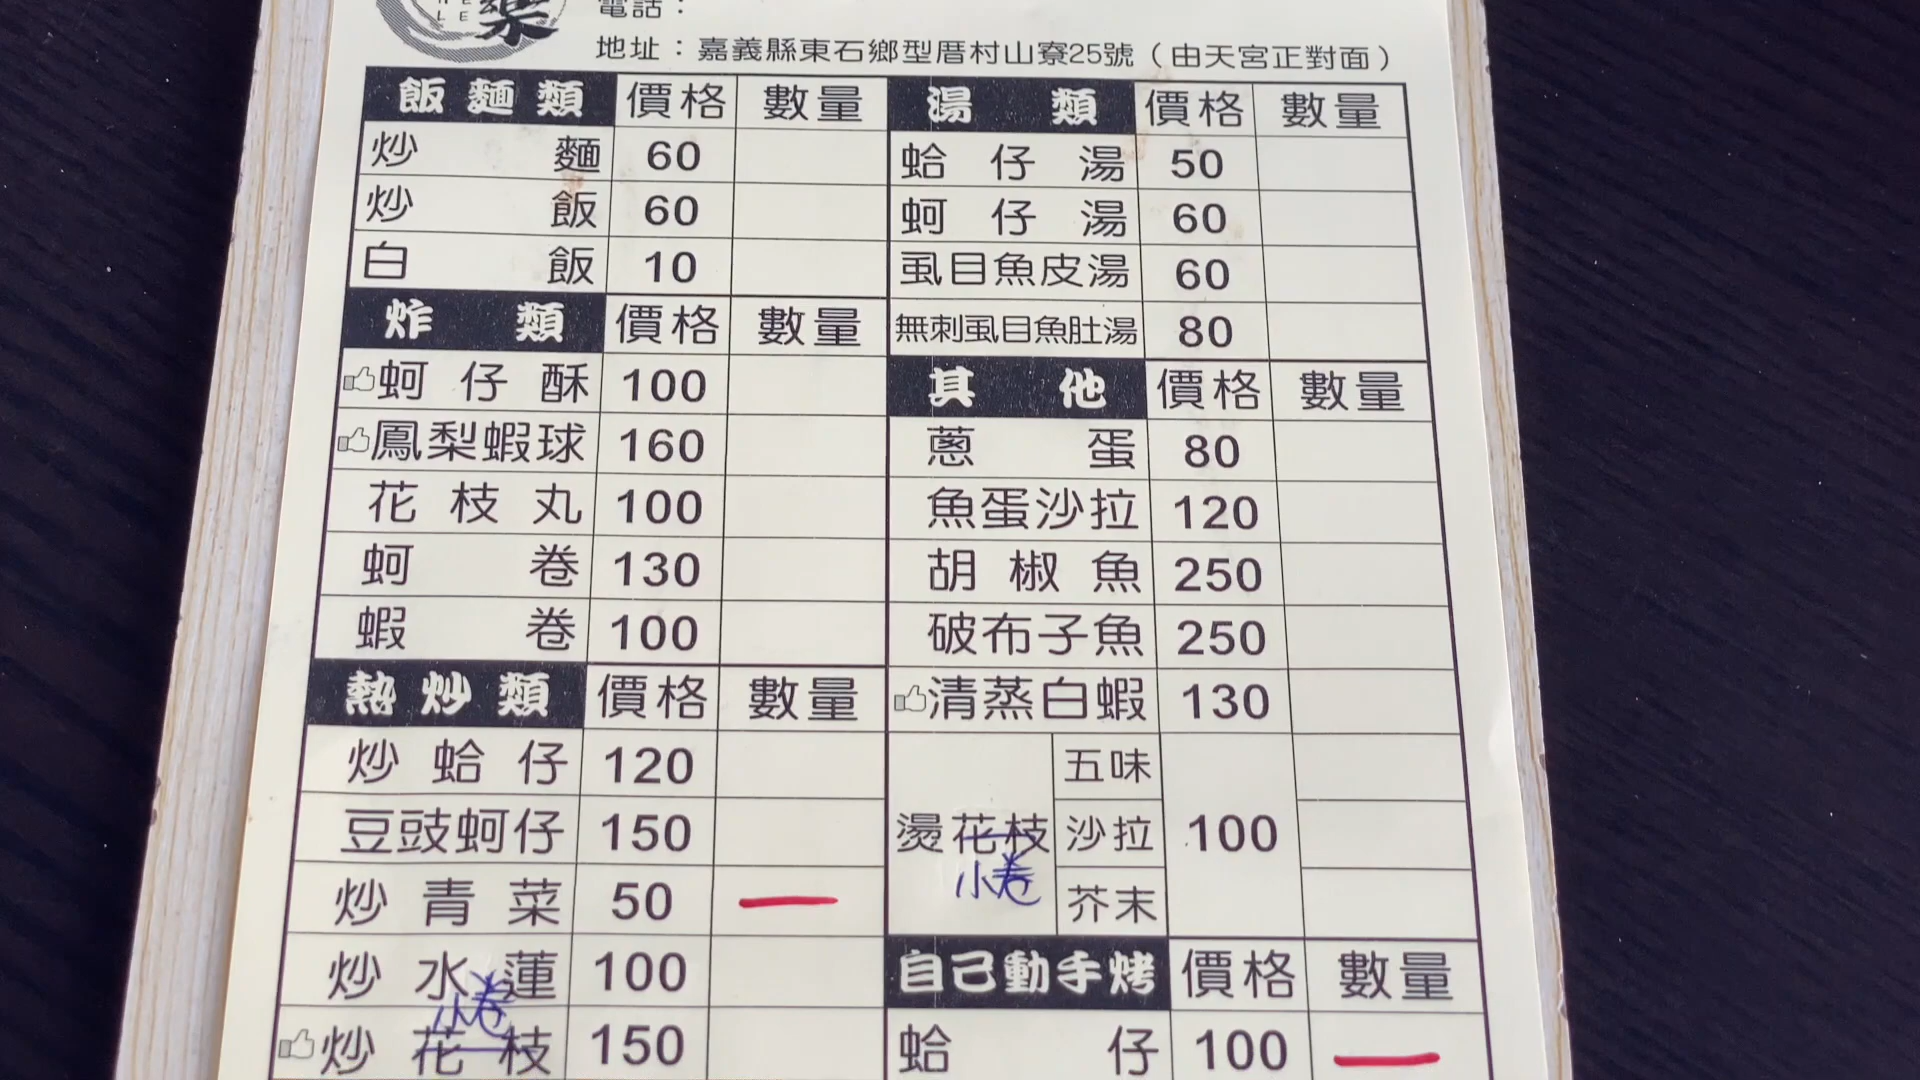 樂
電話：
地址：嘉義縣東石鄉型厝村山寮25號（由天宮正對面）
飯麵類 價格 數量
炒麵 60
炒飯 60
白飯 10
炸類 價格 數量
蚵仔酥 100
鳳梨蝦球 160
花枝丸 100
蚵卷 130
蝦卷 100
熱炒類 價格 數量
炒蛤仔 120
豆豉蚵仔 150
炒青菜 50 一
炒水蓮 100
小卷
炒花枝 150
湯類 價格 數量
蛤仔湯 50
蚵仔湯 60
虱目魚皮湯 60
無刺虱目魚肚湯 80
其他 價格 數量
蔥蛋 80
魚蛋沙拉 120
胡椒魚 250
破布子魚 250
清蒸白蝦 130
五味
燙花枝 沙拉 100
小卷
芥末
自己動手烤 價格 數量
蛤仔 100 一